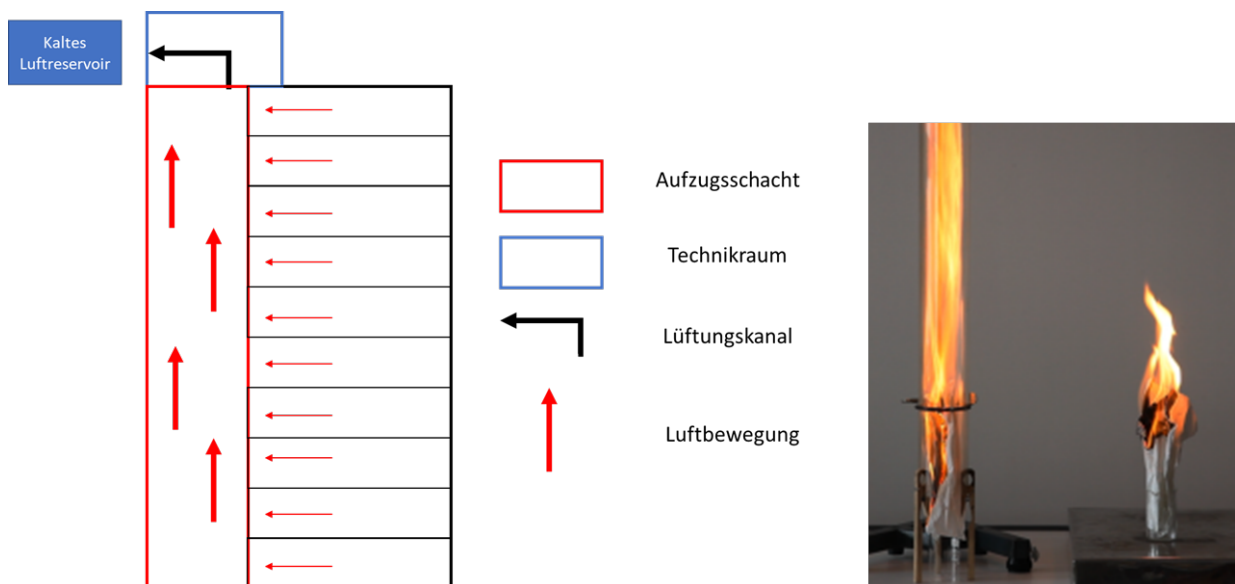 Kaltes
Luftreservoir
Aufzugsschacht
Technikraum
Lüftungskanal
Luftbewegung